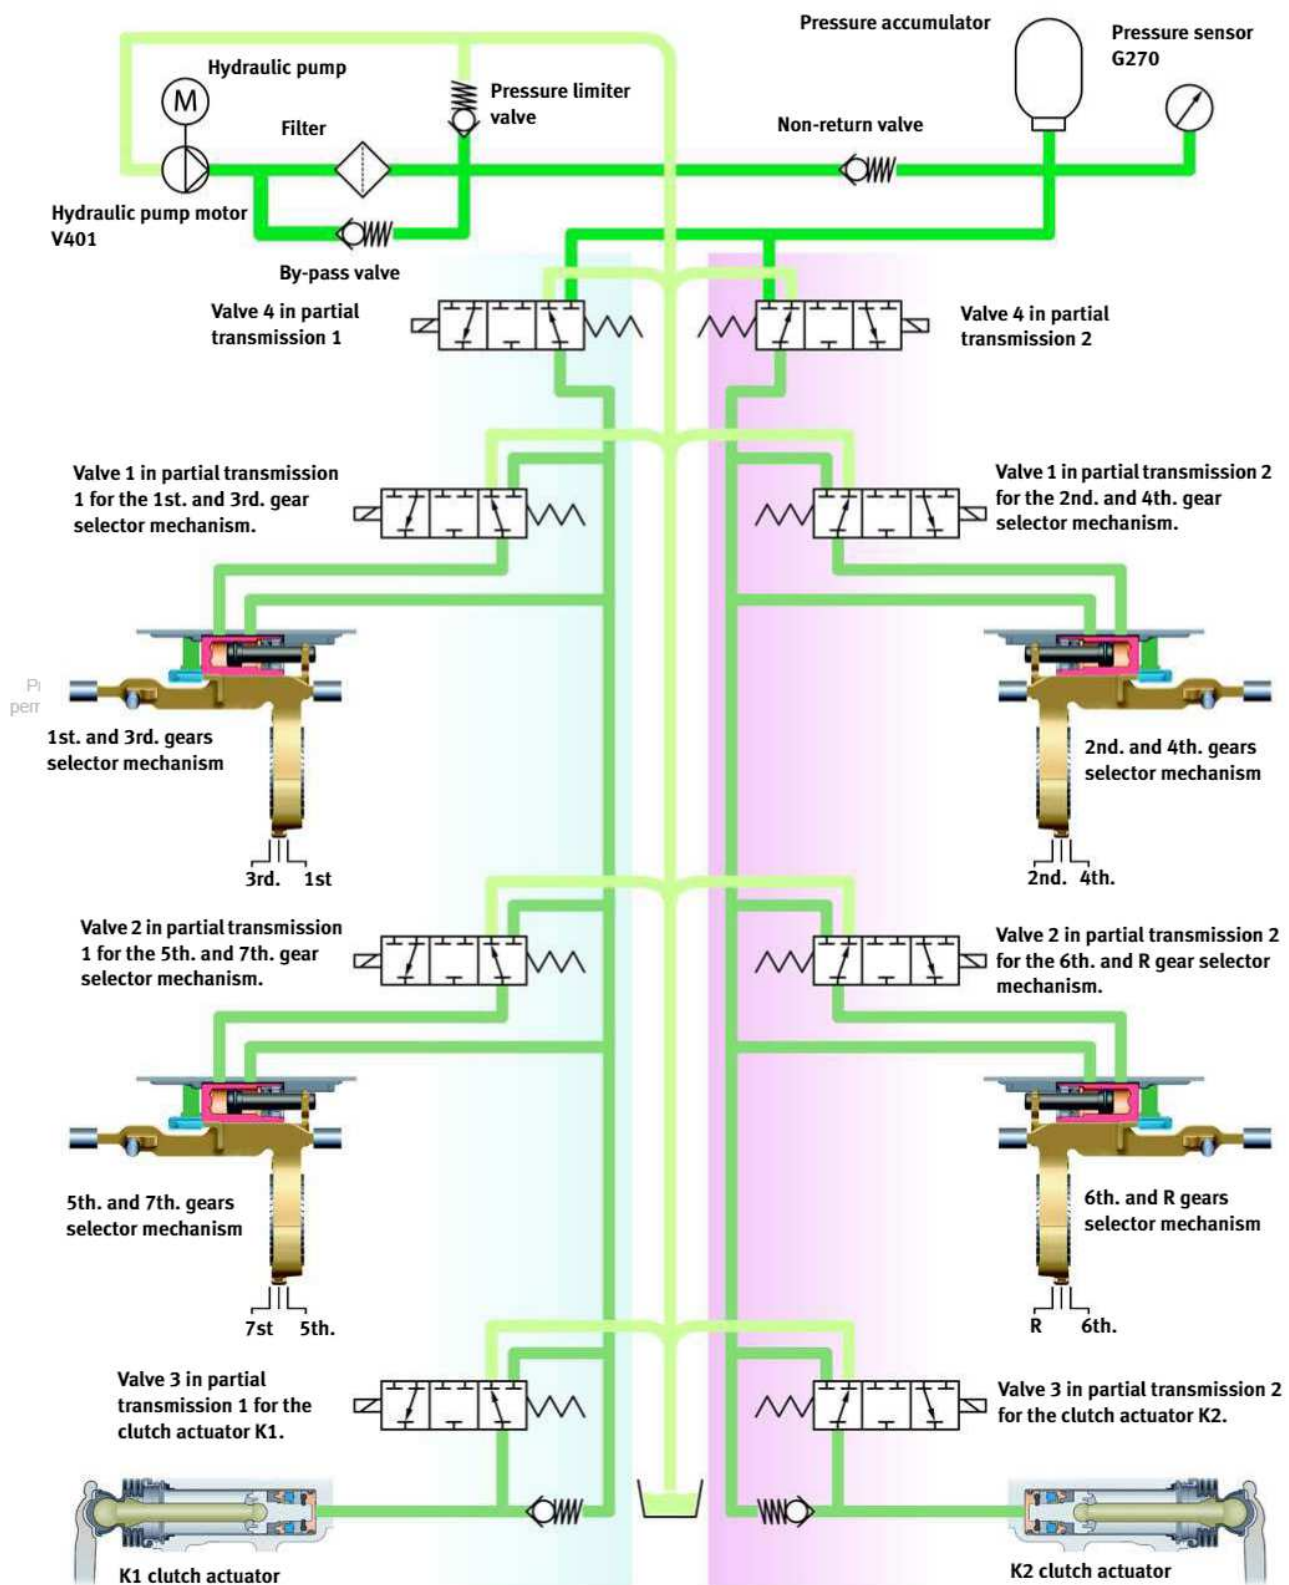 Pressure accumulator
Pressure sensor
G270
Hydraulic pump
M
Pressure limiter
valve
Filter
Non-return valve
Hydraulic pump motor
V401
By-pass valve
Valve 4 in partial
transmission 1
Valve 4 in partial
transmission 2
Valve 1 in partial transmission
1 for the 1st. and 3rd. gear
selector mechanism.
Valve 1 in partial transmission 2
for the 2nd. and 4th. gear
selector mechanism.
1st. and 3rd. gears
selector mechanism
2nd. and 4th. gears
selector mechanism
3rd. 1st
2nd. 4th.
Valve 2 in partial transmission
1 for the 5th. and 7th. gear
selector mechanism.
Valve 2 in partial transmission 2
for the 6th. and R gear selector
mechanism.
5th. and 7th. gears
selector mechanism
6th. and R gears
selector mechanism
7st 5th.
R 6th.
Valve 3 in partial
transmission 1 for the
clutch actuator K1.
Valve 3 in partial transmission 2
for the clutch actuator K2.
K1 clutch actuator
K2 clutch actuator